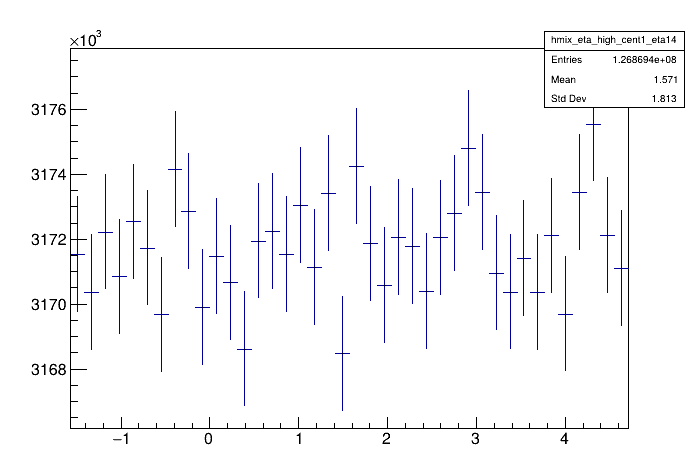 ×10³
hmix_eta_high_cent1_eta14
Entries 1.268694e+08
Mean 1.571
Std Dev 1.813
3176
3174
3172
3170
3168
−1 0 1 2 3 4